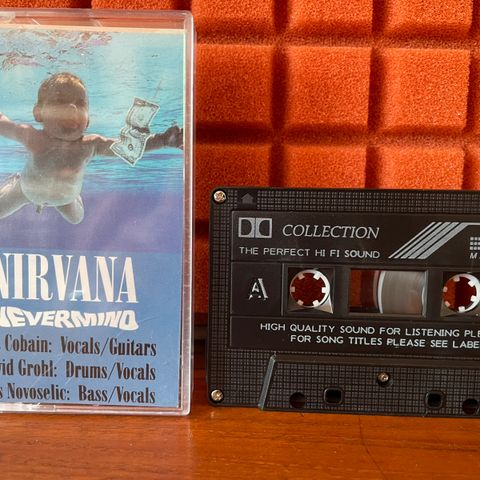 NIRVANA
NEVERMIND
Cobain: Vocals/Guitars
Grohl: Drums/Vocals
Novoselic: Bass/Vocals
COLLECTION
THE PERFECT HI FI SOUND
A
HIGH QUALITY SOUND FOR LISTENING
FOR SONG TITLES PLEASE SEE